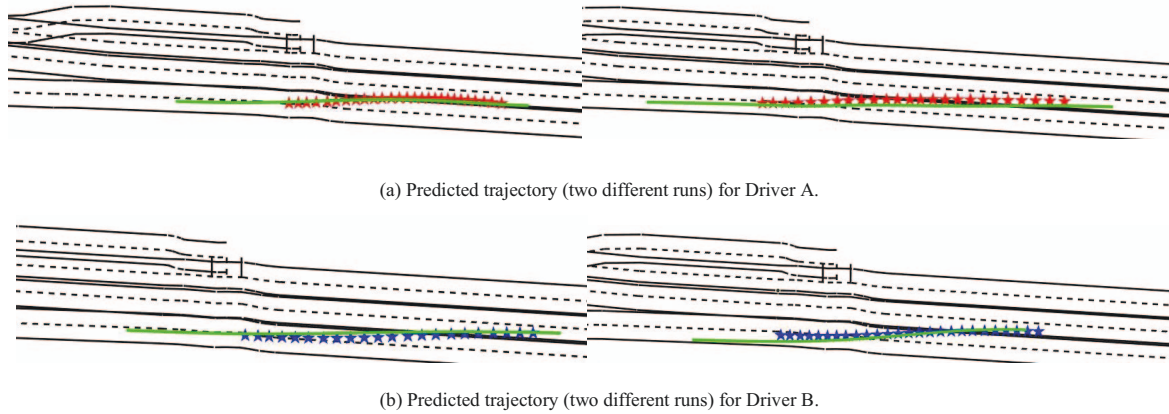 (a) Predicted trajectory (two different runs) for Driver A.
(b) Predicted trajectory (two different runs) for Driver B.